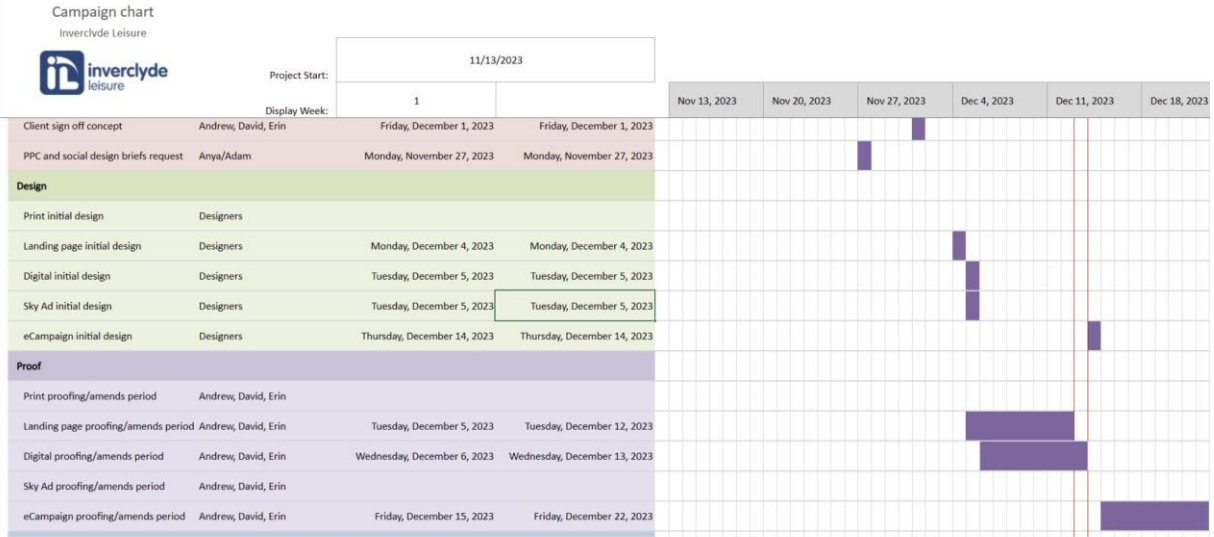 Campaign chart
Inverclyde Leisure
inverclyde
leisure
Project Start: 11/13/2023
Display Week: 1
Nov 13, 2023 Nov 20, 2023 Nov 27, 2023 Dec 4, 2023 Dec 11, 2023 Dec 18, 2023
Client sign off concept Andrew, David, Erin Friday, December 1, 2023 Friday, December 1, 2023
PPC and social design briefs request Anya/Adam Monday, November 27, 2023 Monday, November 27, 2023
Design
Print initial design Designers
Landing page initial design Designers Monday, December 4, 2023 Monday, December 4, 2023
Digital initial design Designers Tuesday, December 5, 2023 Tuesday, December 5, 2023
Sky Ad initial design Designers Tuesday, December 5, 2023 Tuesday, December 5, 2023
eCampaign initial design Designers Thursday, December 14, 2023 Thursday, December 14, 2023
Proof
Print proofing/amends period Andrew, David, Erin
Landing page proofing/amends period Andrew, David, Erin Tuesday, December 5, 2023 Tuesday, December 12, 2023
Digital proofing/amends period Andrew, David, Erin Wednesday, December 6, 2023 Wednesday, December 13, 2023
Sky Ad proofing/amends period Andrew, David, Erin
eCampaign proofing/amends period Andrew, David, Erin Friday, December 15, 2023 Friday, December 22, 2023